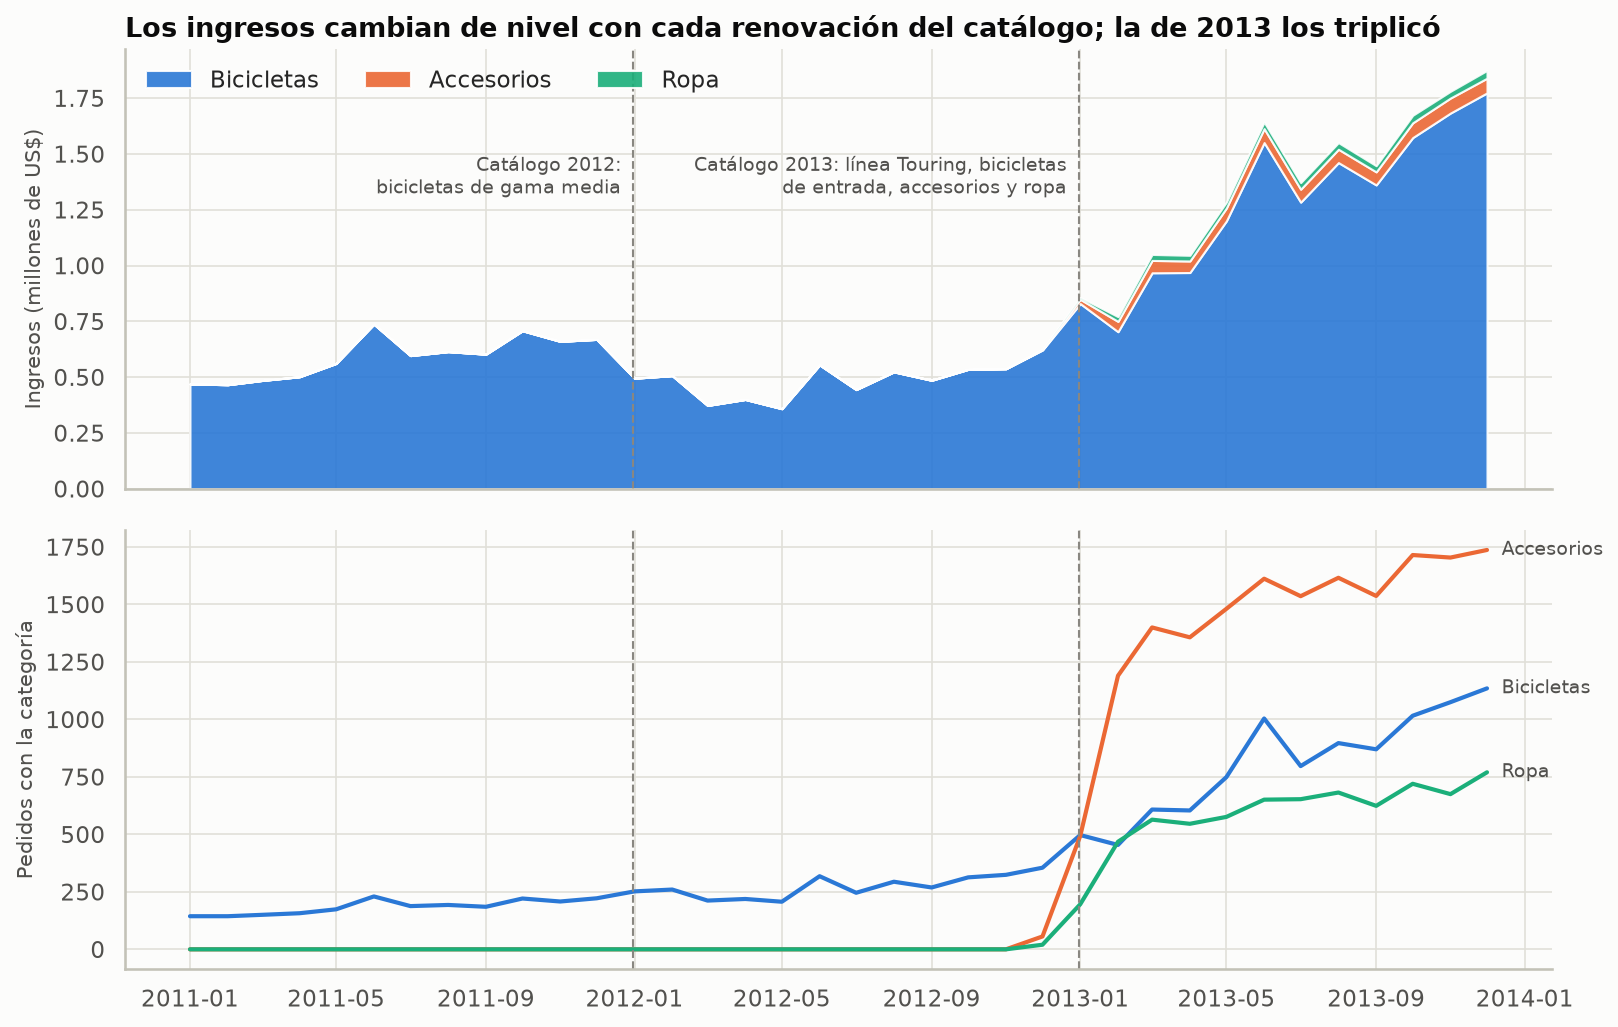 Los ingresos cambian de nivel con cada renovación del catálogo; la de 2013 los triplicó
Bicicletas
Accesorios
Ropa
Ingresos (millones de US$)
1.75
1.50
1.25
1.00
0.75
0.50
0.25
0.00
Catálogo 2012:
bicicletas de gama media
Catálogo 2013: línea Touring, bicicletas
de entrada, accesorios y ropa
Pedidos con la categoría
1750
1500
1250
1000
750
500
250
0
Accesorios
Bicicletas
Ropa
2011-01
2011-05
2011-09
2012-01
2012-05
2012-09
2013-01
2013-05
2013-09
2014-01